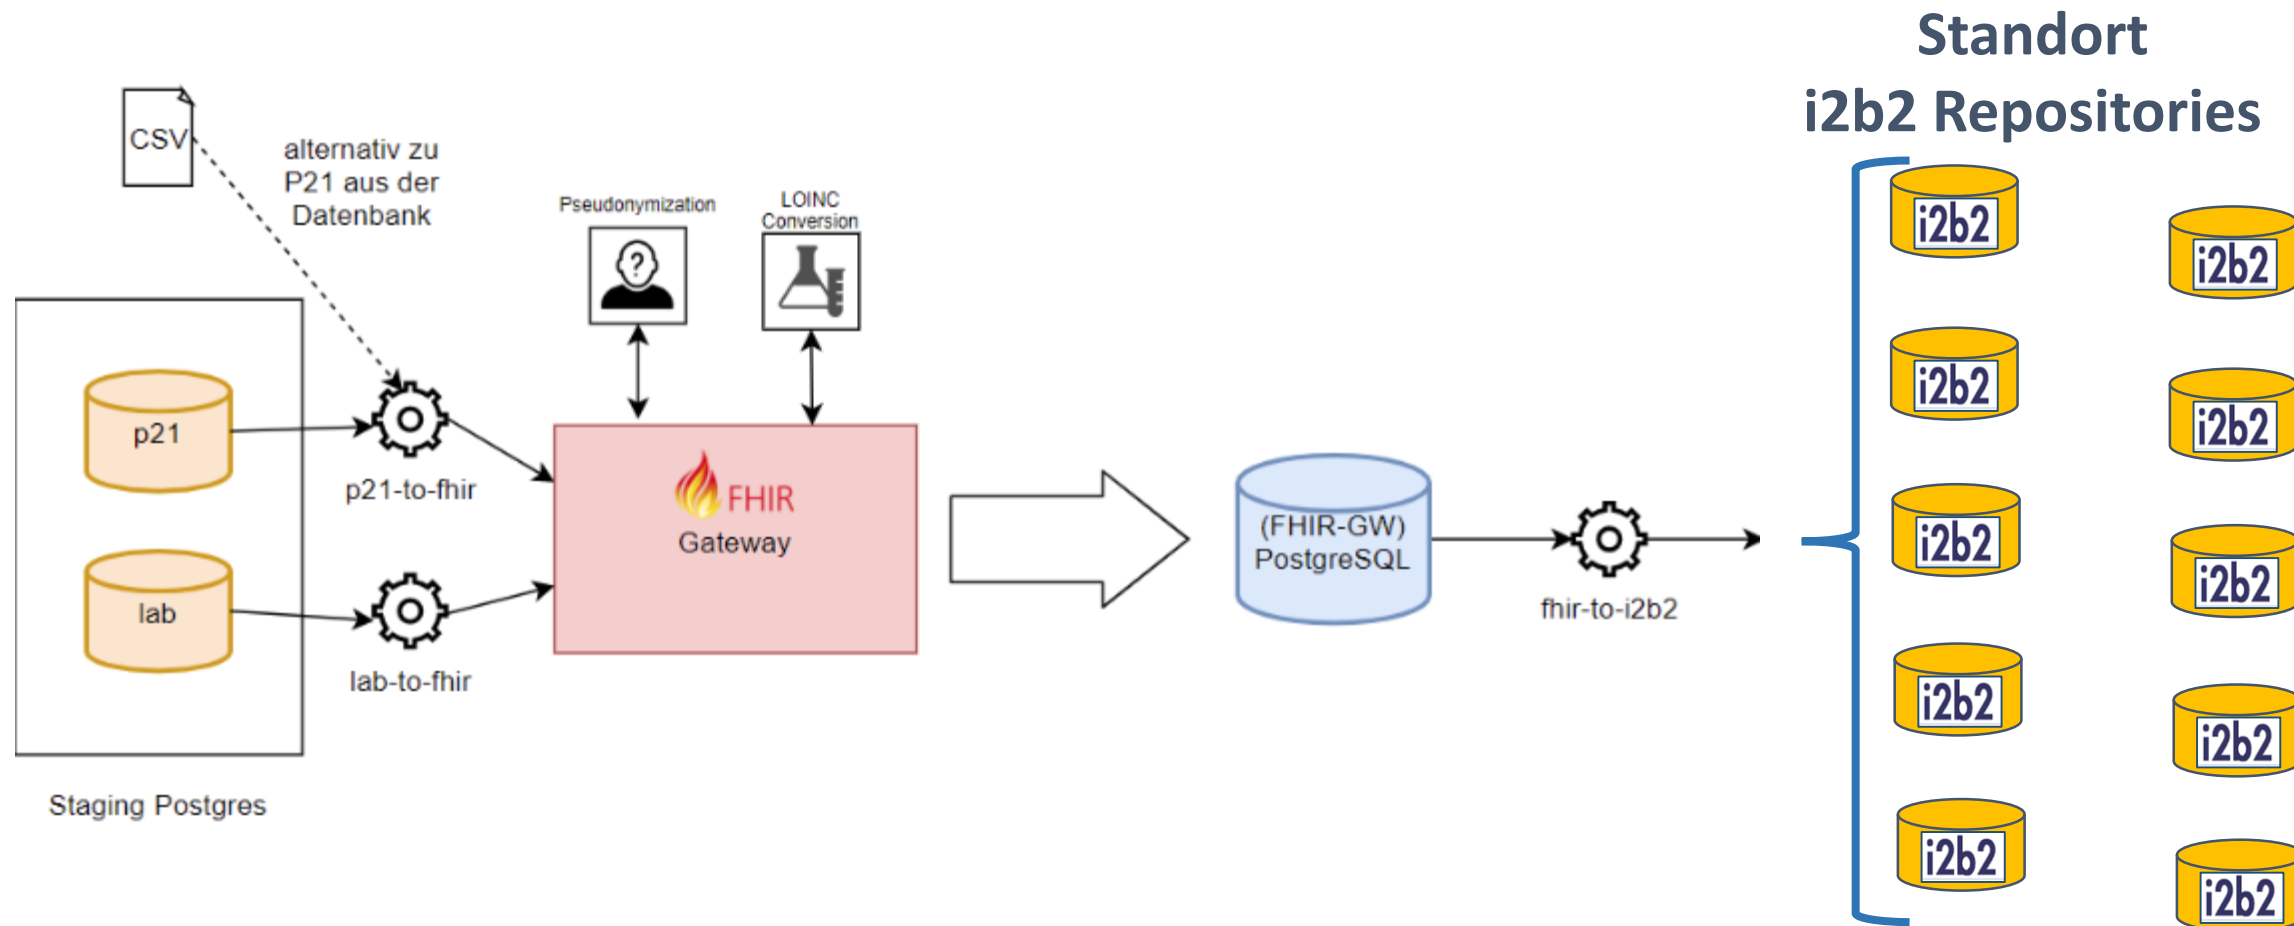 Standort
i2b2 Repositories
CSV
alternativ zu
P21 aus der
Datenbank
Pseudonymization
LOINC
Conversion
?
p21
p21-to-fhir
lab
lab-to-fhir
Staging Postgres
FHIR
Gateway
(FHIR-GW)
PostgreSQL
fhir-to-i2b2
i2b2
i2b2
i2b2
i2b2
i2b2
i2b2
i2b2
i2b2
i2b2
i2b2